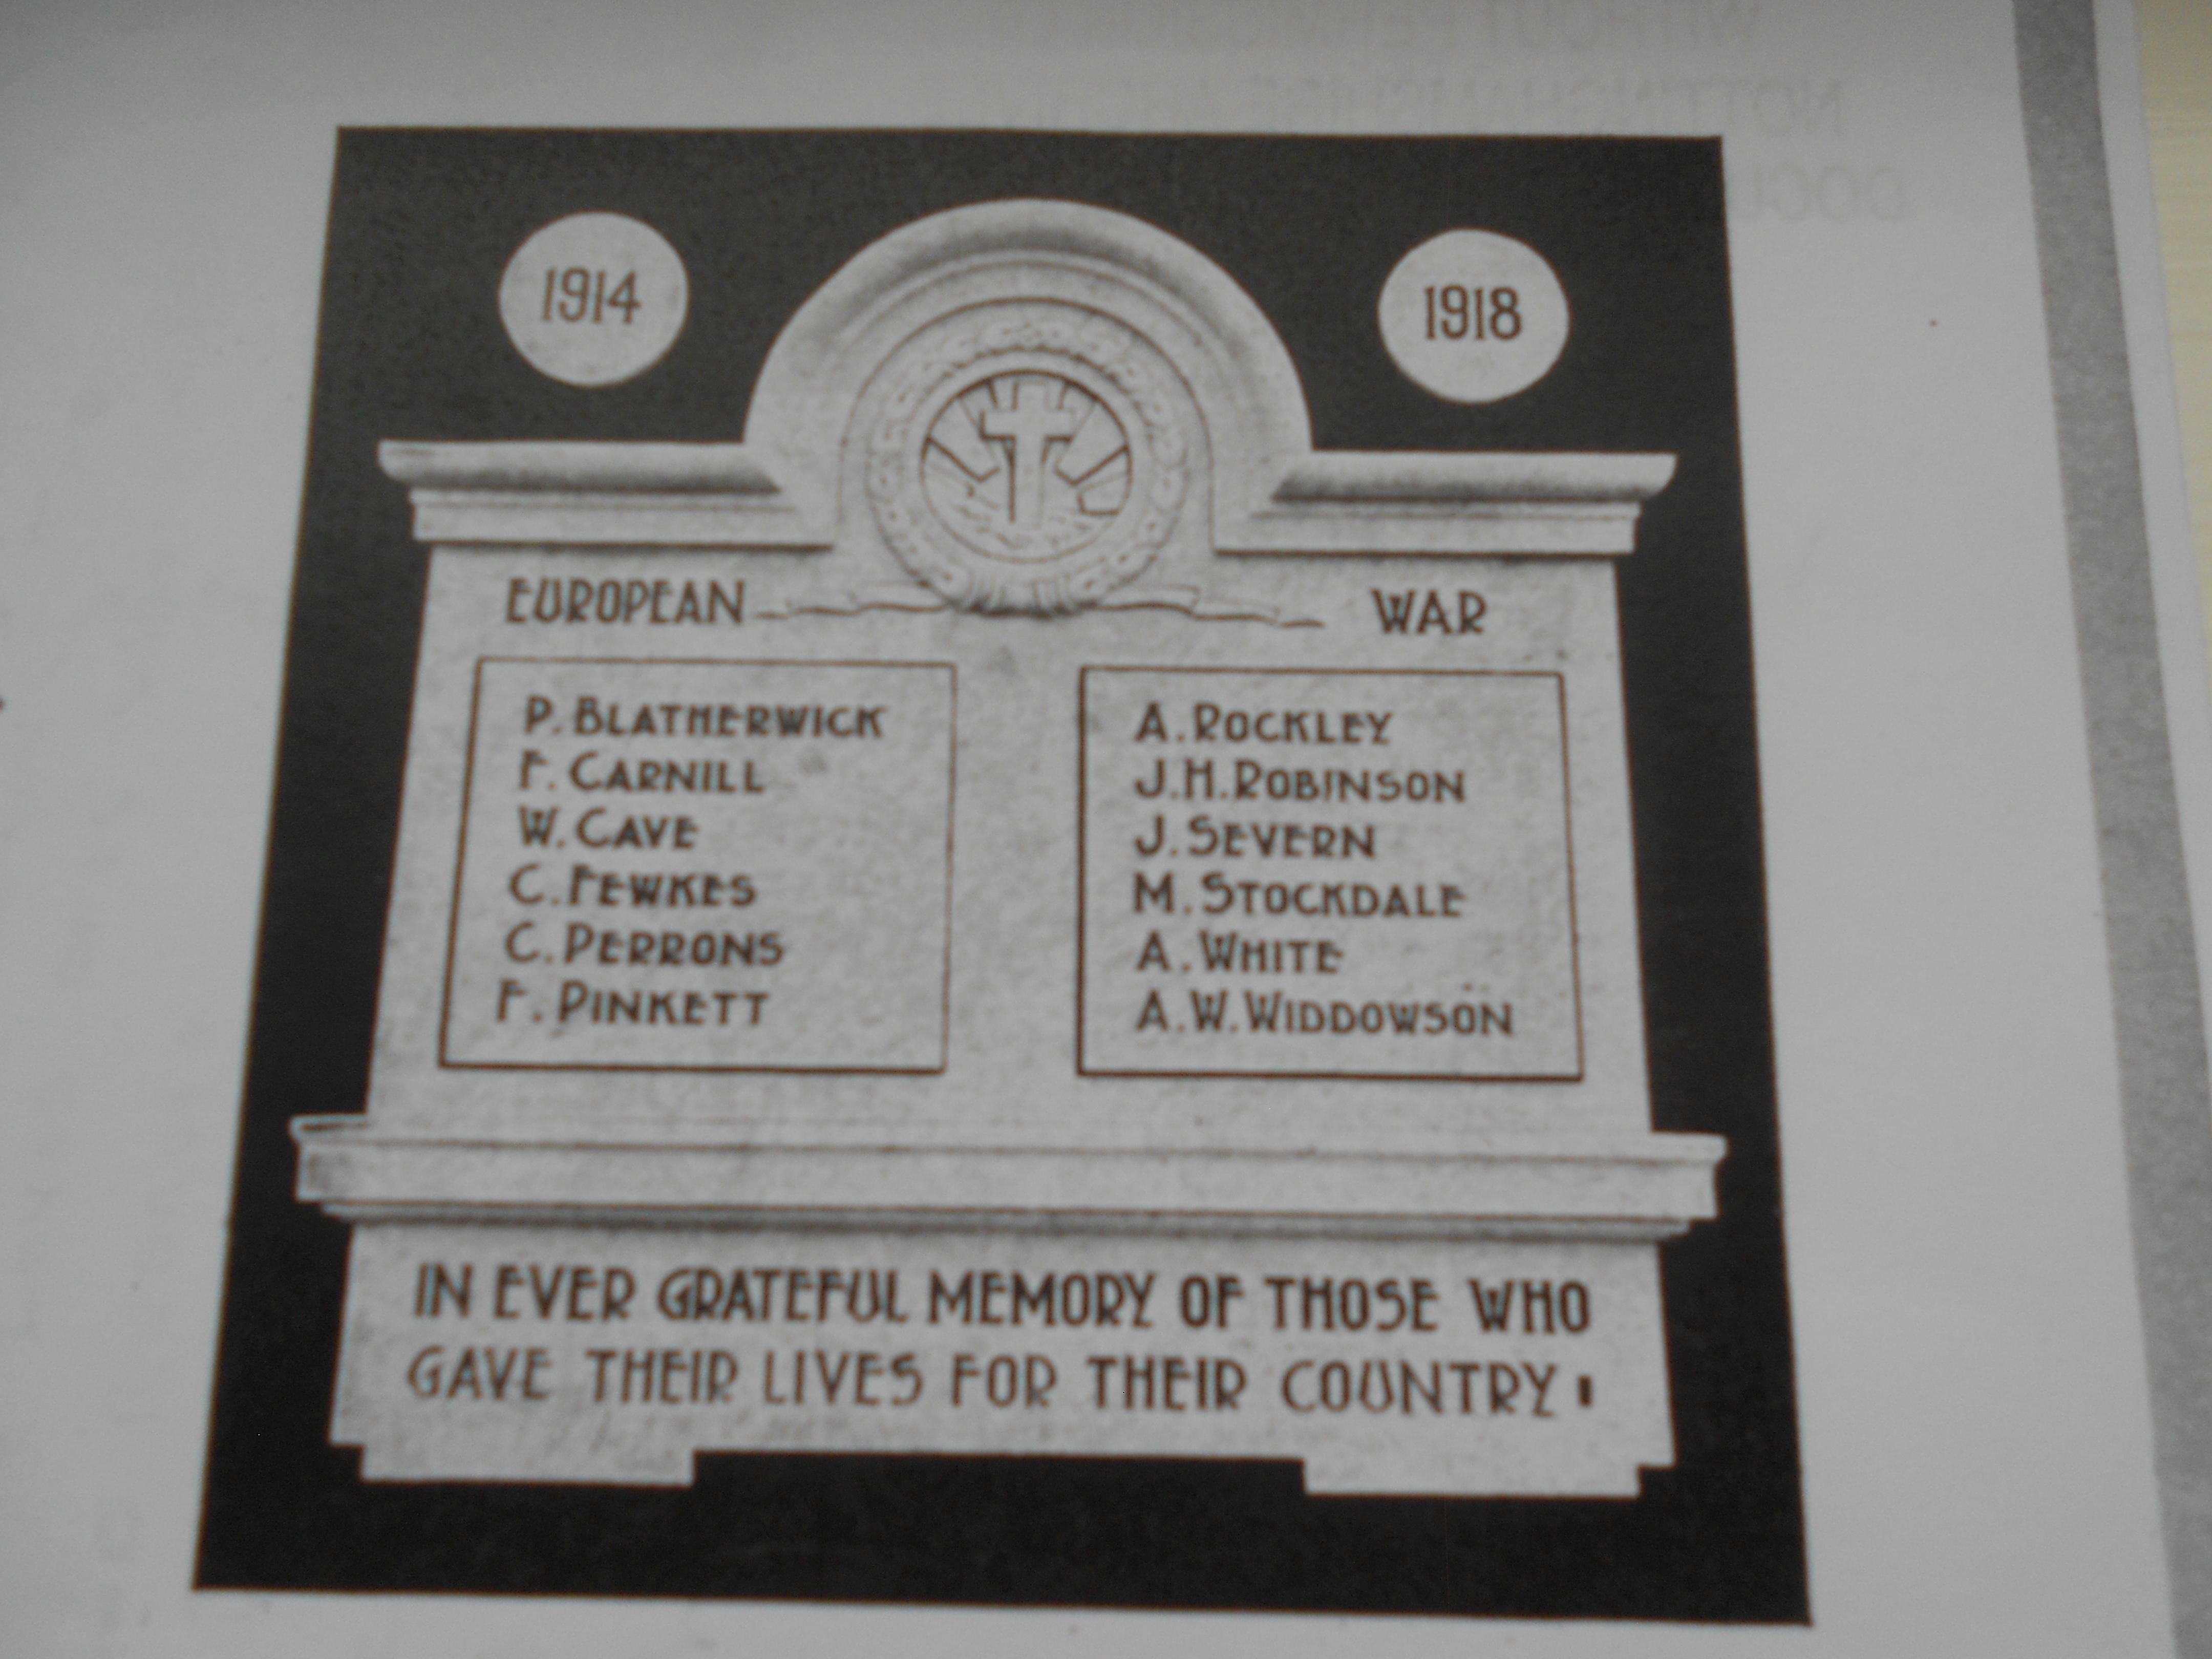 1914
1918
EUROPEAN WAR
P. BLATHERWICK
F. CARNILL
W. CAVE
C. FEWKES
C. PERRONS
F. PINKETT
A. ROCKLEY
J. H. ROBINSON
J. SEVERN
M. STOCKDALE
A. WHITE
A. W. WIDDOWSON
IN EVER GRATEFUL MEMORY OF THOSE WHO
GAVE THEIR LIVES FOR THEIR COUNTRY.